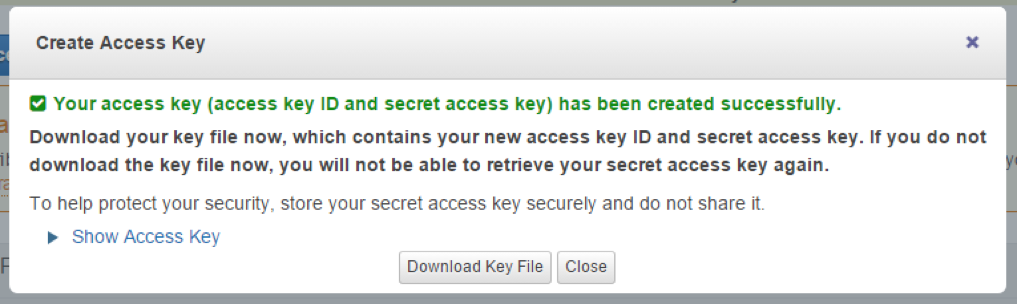 Create Access Key
Your access key (access key ID and secret access key) has been created successfully.
Download your key file now, which contains your new access key ID and secret access key. If you do not
download the key file now, you will not be able to retrieve your secret access key again.
To help protect your security, store your secret access key securely and do not share it.
Show Access Key
Download Key File
Close